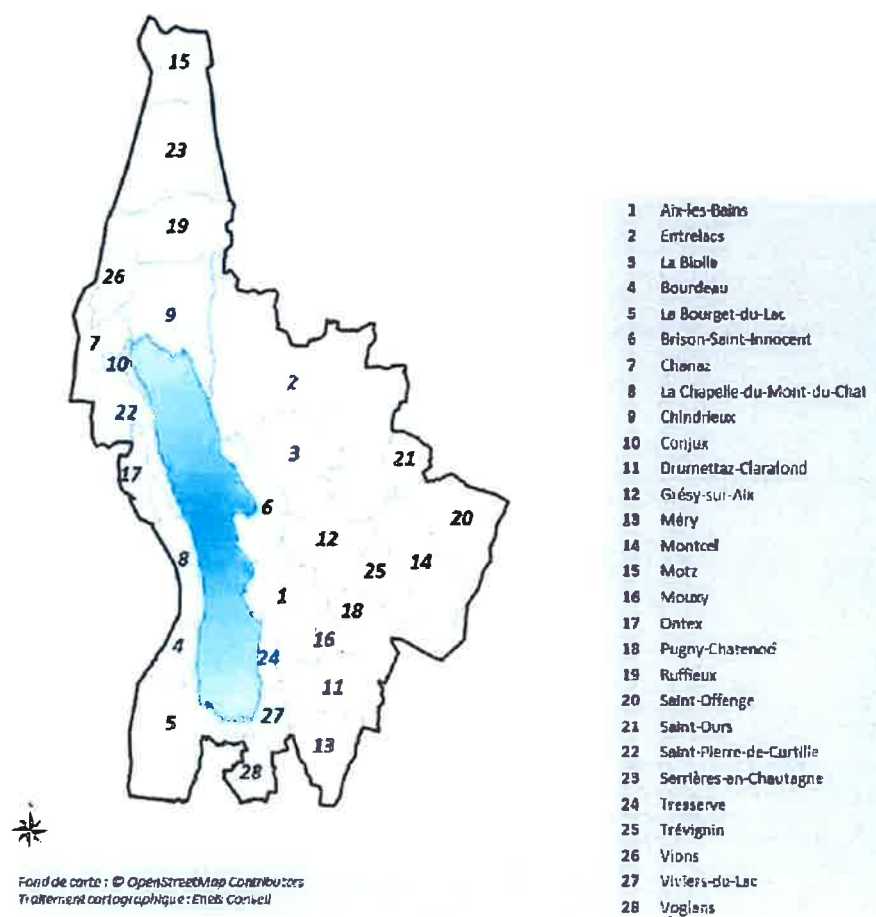 15
23
19
26
9
7
10
2
22
3
21
17
6
20
12
8
14
25
1
18
16
4
24
11
5
27
13
28
1 Aix-les-Bains
2 Entrelacs
3 La Biolle
4 Bourdeau
5 Le Bourget-du-Lac
6 Brison-Saint-Innocent
7 Chanaz
8 La Chapelle-du-Mont-du-Chat
9 Chindrieux
10 Conjux
11 Drumettaz-Clarafond
12 Grésy-sur-Aix
13 Méry
14 Montcel
15 Motz
16 Mouxy
17 Ontex
18 Pugny-Chatenod
19 Ruffieux
20 Saint-Offenge
21 Saint-Ours
22 Saint-Pierre-de-Curtille
23 Serrières-en-Chautagne
24 Tresserve
25 Trévignin
26 Vions
27 Viviers-du-Lac
28 Voglans
Fond de carte : © OpenStreetMap Contributors
Traitement cartographique : Eneis Conseil